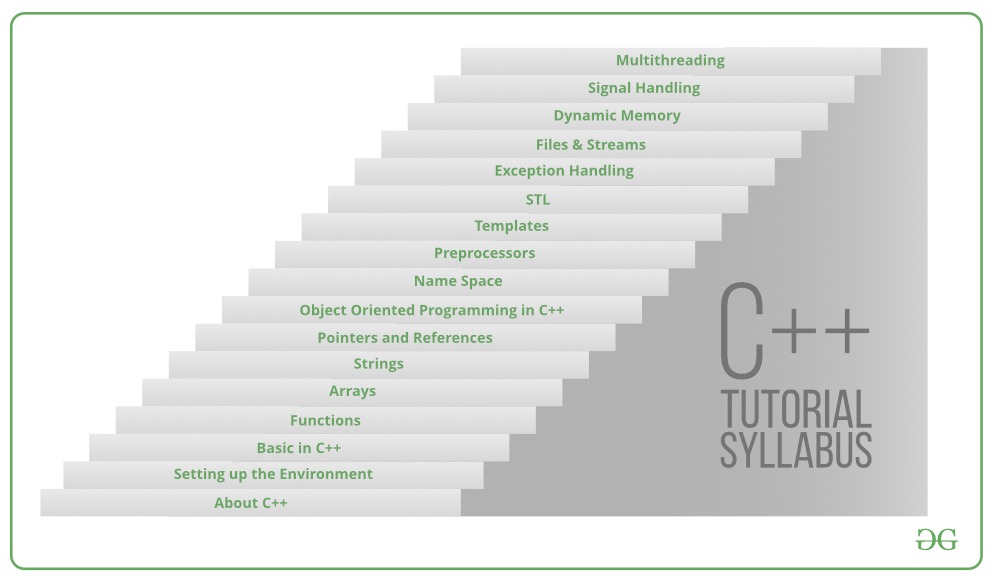 Multithreading
Signal Handling
Dynamic Memory
Files & Streams
Exception Handling
STL
Templates
Preprocessors
Name Space
Object Oriented Programming in C++
Pointers and References
Strings
Arrays
Functions
Basic in C++
Setting up the Environment
About C++
C++
TUTORIAL
SYLLABUS